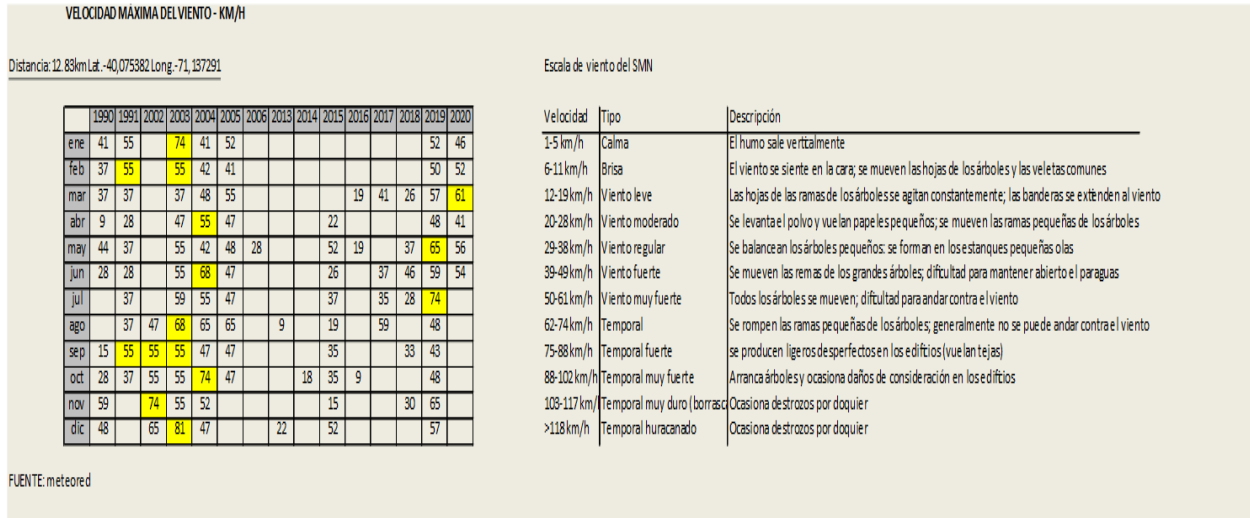 VELOCIDAD MÁXIMA DEL VIENTO - KM/H
Distancia: 12.83km Lat.-40,075382 Long.-71,137291
1990 1991 2002 2003 2004 2005 2006 2013 2014 2015 2016 2017 2018 2019 2020
ene 41 55 74 41 52 52 46
feb 37 55 55 42 41 50 52
mar 37 37 37 48 55 19 41 26 57 61
abr 9 28 47 55 47 22 48 41
may 44 37 55 42 48 28 52 19 37 65 56
jun 28 28 55 68 47 26 37 46 59 54
jul 37 59 55 47 37 35 28 74
ago 37 47 68 65 65 9 19 59 48
sep 15 55 55 55 47 47 35 33 43
oct 28 37 55 55 74 47 18 35 9 48
nov 59 74 55 52 15 30 65
dic 48 65 81 47 22 52 57
FUENTE: meteored
Escala de viento del SMN
Velocidad Tipo Descripción
1-5 km/h Calma El humo sale vertticalmente
6-11 km/h Brisa El viento se siente en la cara; se mueven las hojas de los árboles y las veletas comunes
12-19 km/h Viento leve Las hojas de las ramas de los árboles se agitan constantemente; las banderas se extienden al viento
20-28 km/h Viento moderado Se levanta el polvo y vuelan papeles pequeños; se mueven las ramas pequeñas de los árboles
29-38 km/h Viento regular Se balancean los árboles pequeños: se forman en los estanques pequeñas olas
39-49 km/h Viento fuerte Se mueven las remas de los grandes árboles; dificultad para mantener abierto el paraguas
50-61 km/h Viento muy fuerte Todos los árboles se mueven; dificultad para andar contra el viento
62-74 km/h Temporal Se rompen las ramas pequeñas de los árboles; generalmente no se puede andar contra el viento
75-88 km/h Temporal fuerte se producen ligeros desperfectos en los edificios (vuelan tejas)
88-102 km/h Temporal muy fuerte Arranca árboles y ocasiona daños de consideración en los edificios
103-117 km/l Temporal muy duro (borrasca Ocasiona destrozos por doquier
>118 km/h Temporal huracanado Ocasiona destrozos por doquier